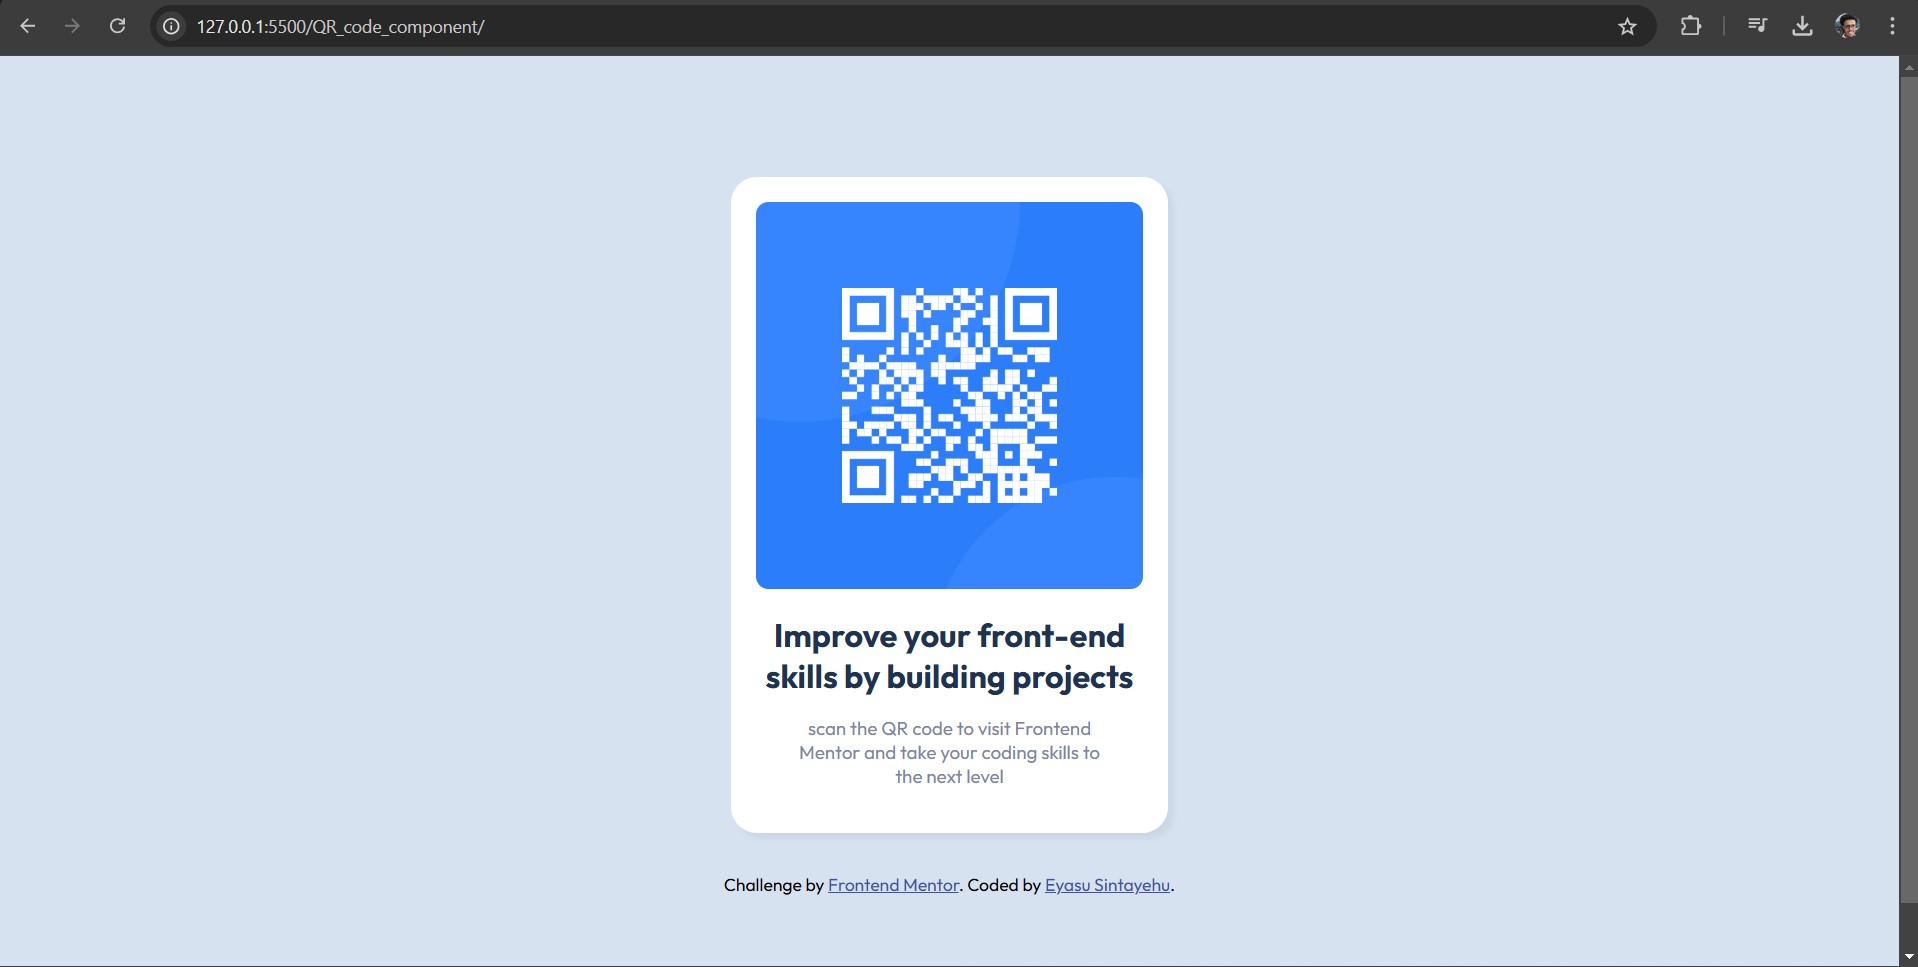 127.0.0.1:5500/QR_code_component/
Improve your front-end
skills by building projects
scan the QR code to visit Frontend
Mentor and take your coding skills to
the next level
Challenge by Frontend Mentor. Coded by Eyasu Sintayehu.